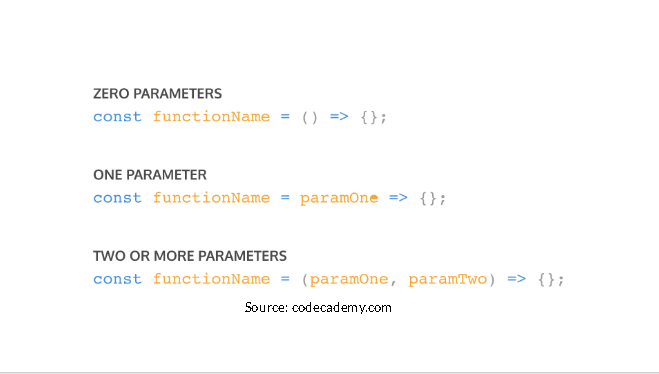 ZERO PARAMETERS
const functionName = () => {};
ONE PARAMETER
const functionName = paramOne => {};
TWO OR MORE PARAMETERS
const functionName = (paramOne, paramTwo) => {};
Source: codecademy.com